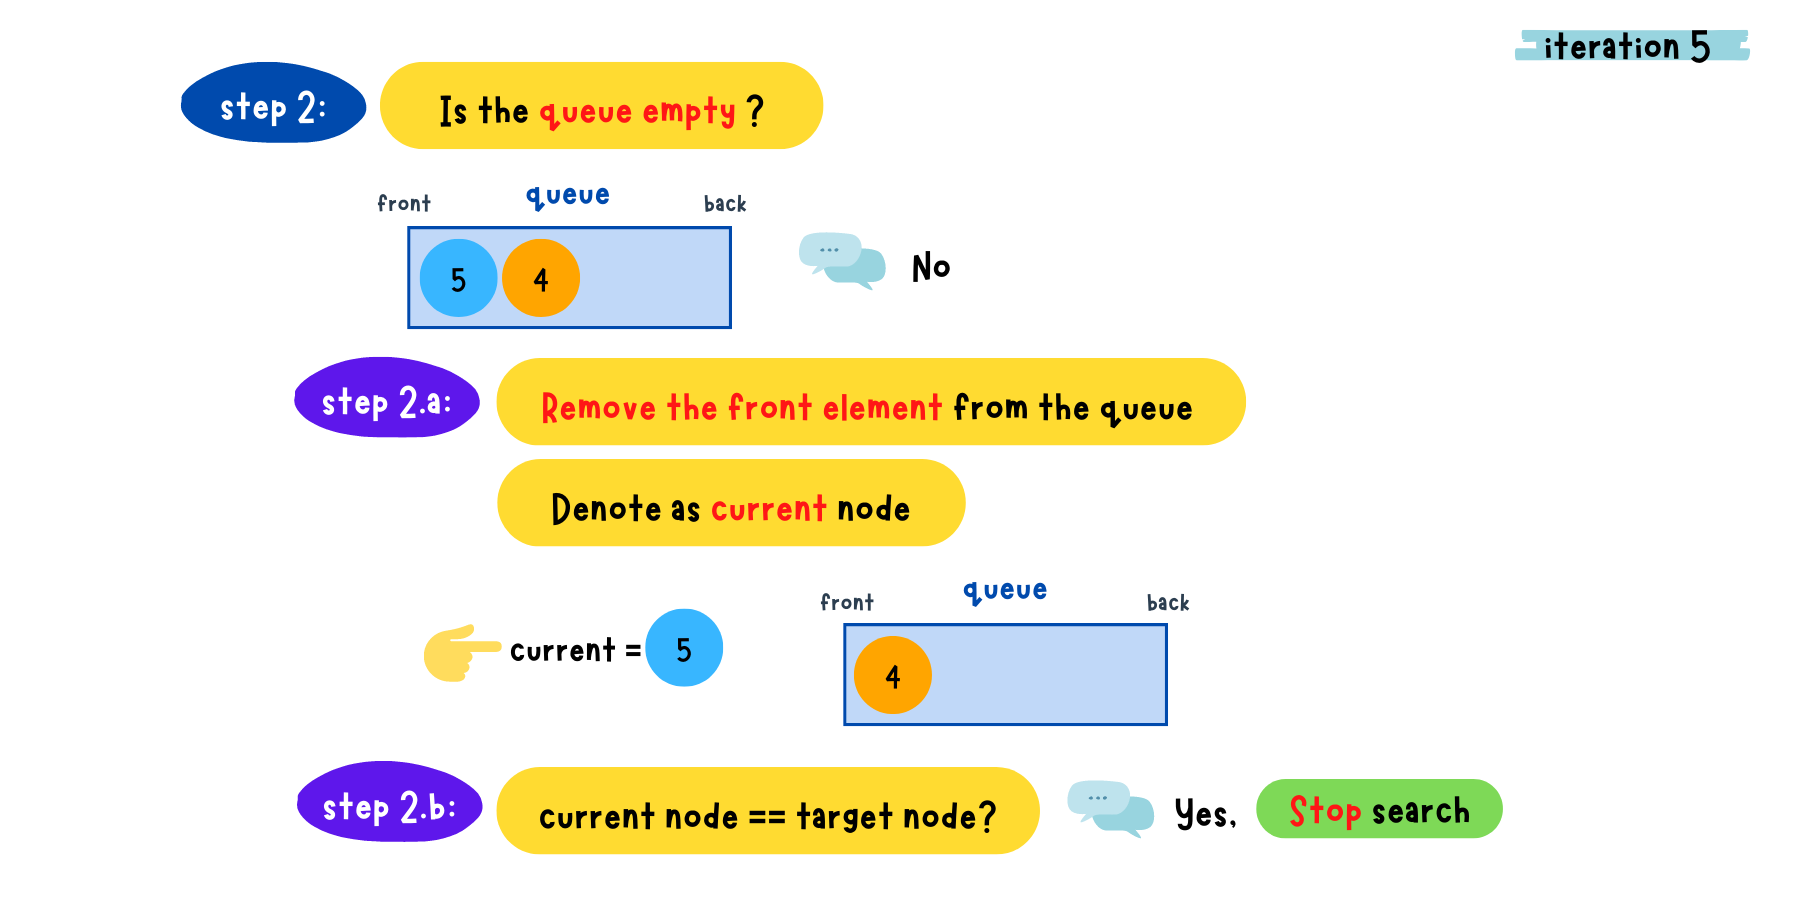 iteration 5
step 2:
Is the queue empty ?
front queue back
5 4
No
step 2.a:
Remove the front element from the queue
Denote as current node
front queue back
current = 5
4
step 2.b:
current node == target node?
Yes, Stop search